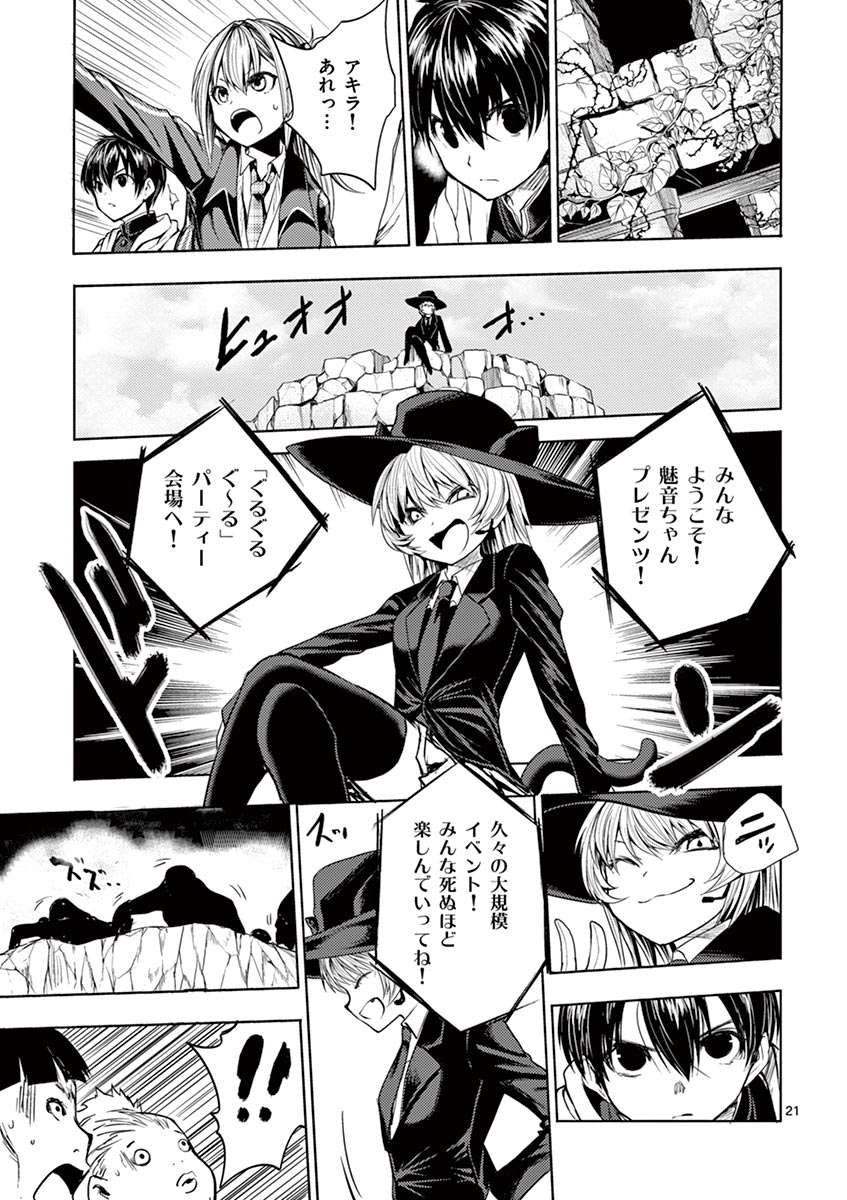 アキラ！
あれっ…
ヒュオオ
オ…
みんな
ようこそ！
魅音ちゃん
プレゼンツ！
「ぐるぐる
ぐ～る」
パーティー
会場へ！
ドーン
ニッ
久々の大規模
イベント！
みんな死ぬほど
楽しんでいってね！
ズッ
ズズ…
!!
21